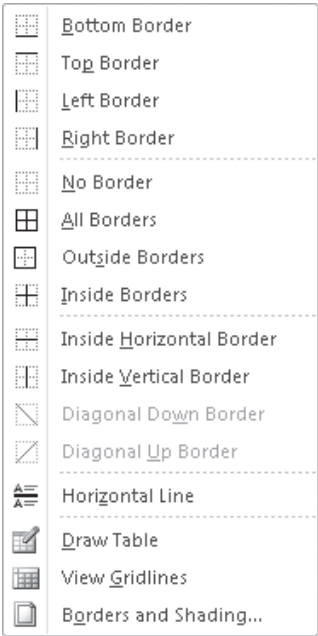 Bottom Border
Top Border
Left Border
Right Border
No Border
All Borders
Outside Borders
Inside Borders
Inside Horizontal Border
Inside Vertical Border
Diagonal Down Border
Diagonal Up Border
Horizontal Line
Draw Table
View Gridlines
Borders and Shading...